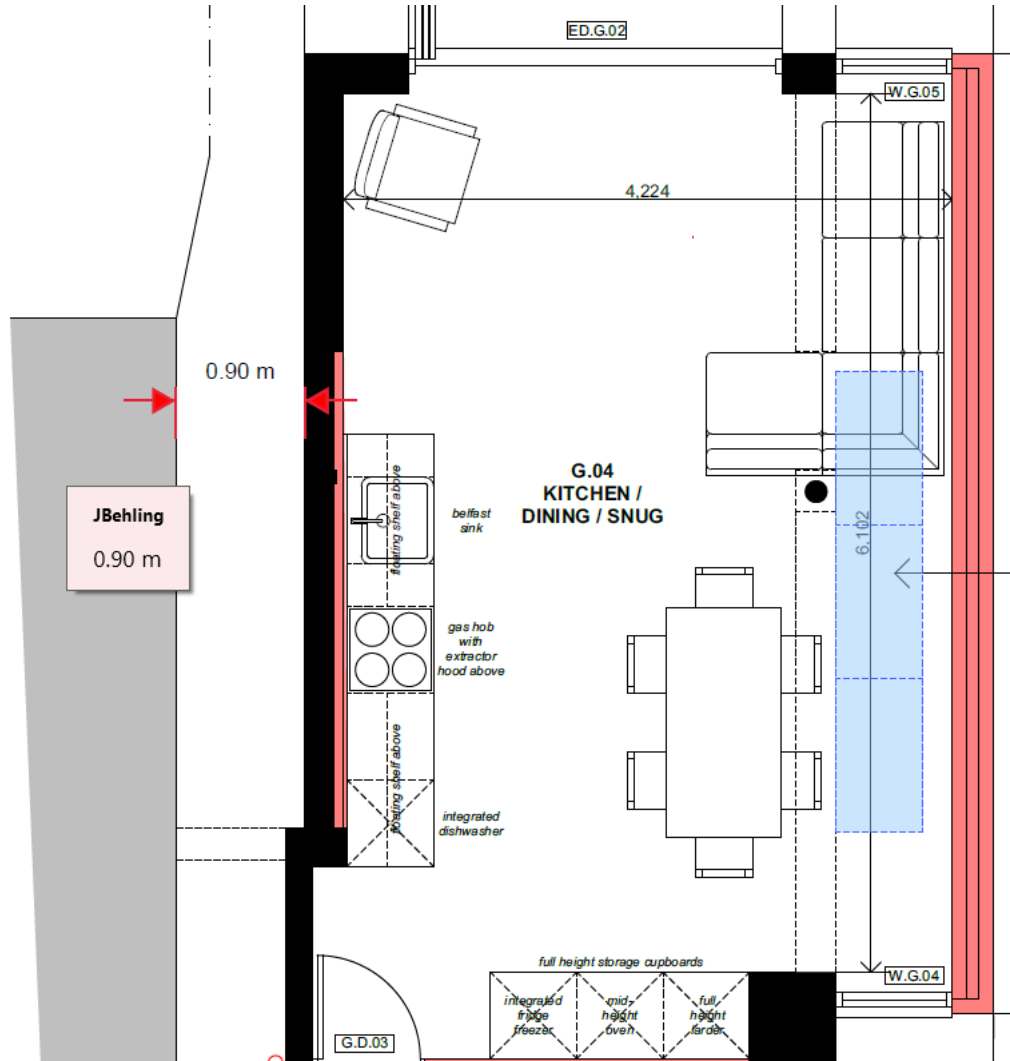 ED.G.02
W.G.05
4,224
0.90 m
G.04
KITCHEN /
DINING / SNUG
floating shelf above
belfast
sink
6,102
JBehling
0.90 m
gas hob
with
extractor
hood above
floating shelf above
integrated
dishwasher
full height storage cupboards
W.G.04
integrated
fridge
freezer
mid-
height
oven
full
height
larder
G.D.03